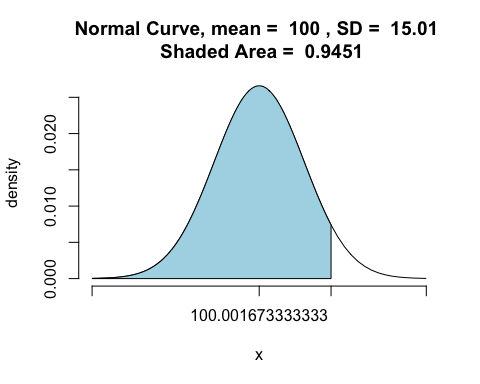 Normal Curve, mean =  100 , SD =  15.01
Shaded Area =  0.9451
density
0.020
0.010
0.000
100.001673333333
x